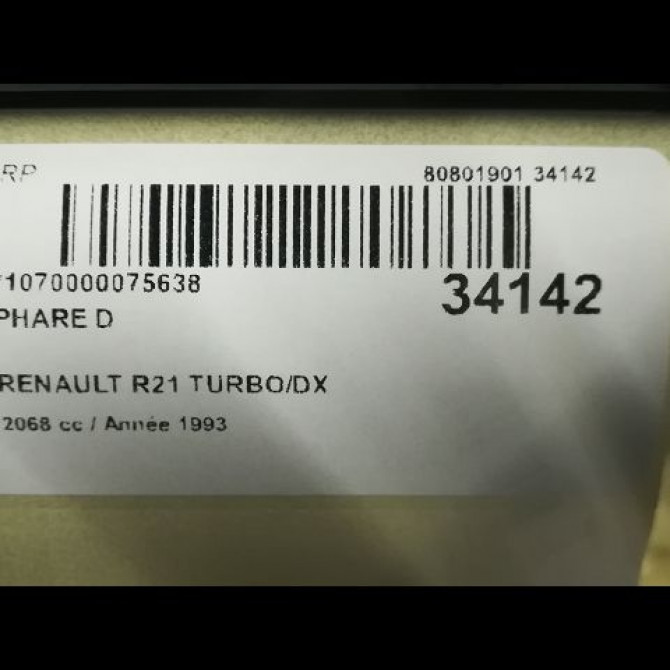 RP 80801901 34142
*1070000075638 34142
PHARE D
RENAULT R21 TURBO/DX
2068 cc / Année 1993